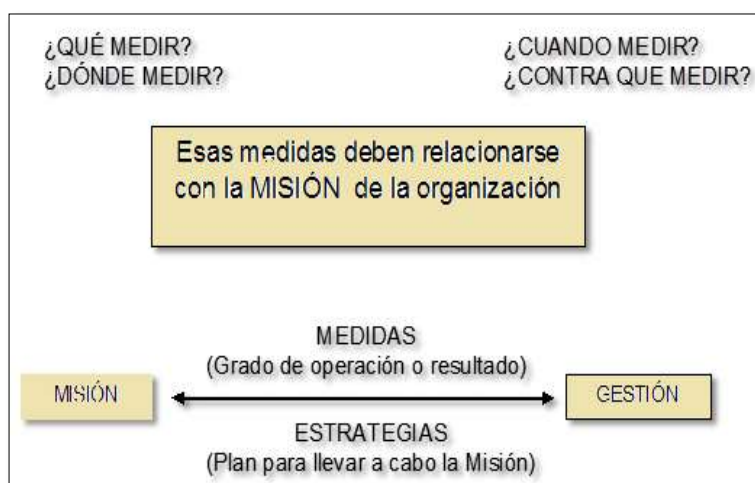 ¿QUÉ MEDIR?
¿DÓNDE MEDIR?
¿CUANDO MEDIR?
¿CONTRA QUE MEDIR?
Esas medidas deben relacionarse
con la MISIÓN de la organización
MEDIDAS
(Grado de operación o resultado)
MISIÓN
GESTIÓN
ESTRATEGIAS
(Plan para llevar a cabo la Misión)